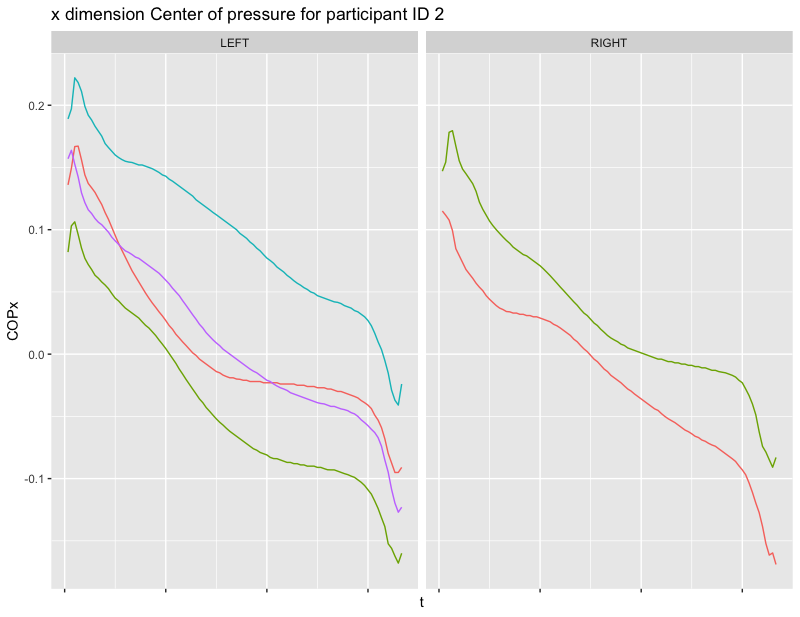 x dimension Center of pressure for participant ID 2
LEFT
RIGHT
0.2
0.1
0.0
-0.1
COPx
t